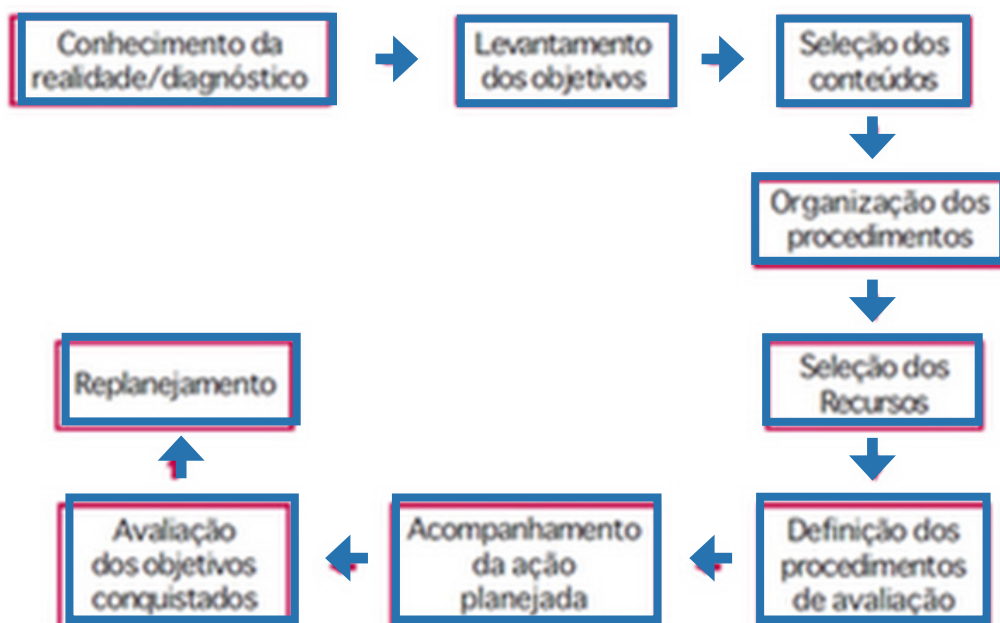 Conhecimento da
realidade/diagnóstico
Levantamento
dos objetivos
Seleção dos
conteúdos
Organização dos
procedimentos
Seleção dos
Recursos
Definição dos
procedimentos
de avaliação
Acompanhamento
da ação
planejada
Avaliação
dos objetivos
conquistados
Replanejamento